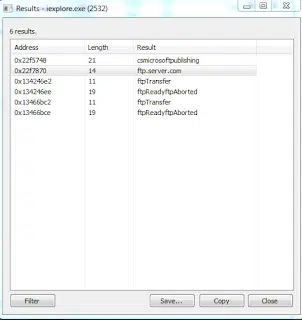 Results - iexplore.exe (2532)
6 results.
Address Length Result
0x22f5748 21 csmicrosoftpublishing
0x22f7870 14 ftp.server.com
0x134246e2 11 ftpTransfer
0x134246ee 19 ftpReadyftpAborted
0x13466bc2 11 ftpTransfer
0x13466bce 19 ftpReadyftpAborted
Filter Save... Copy Close